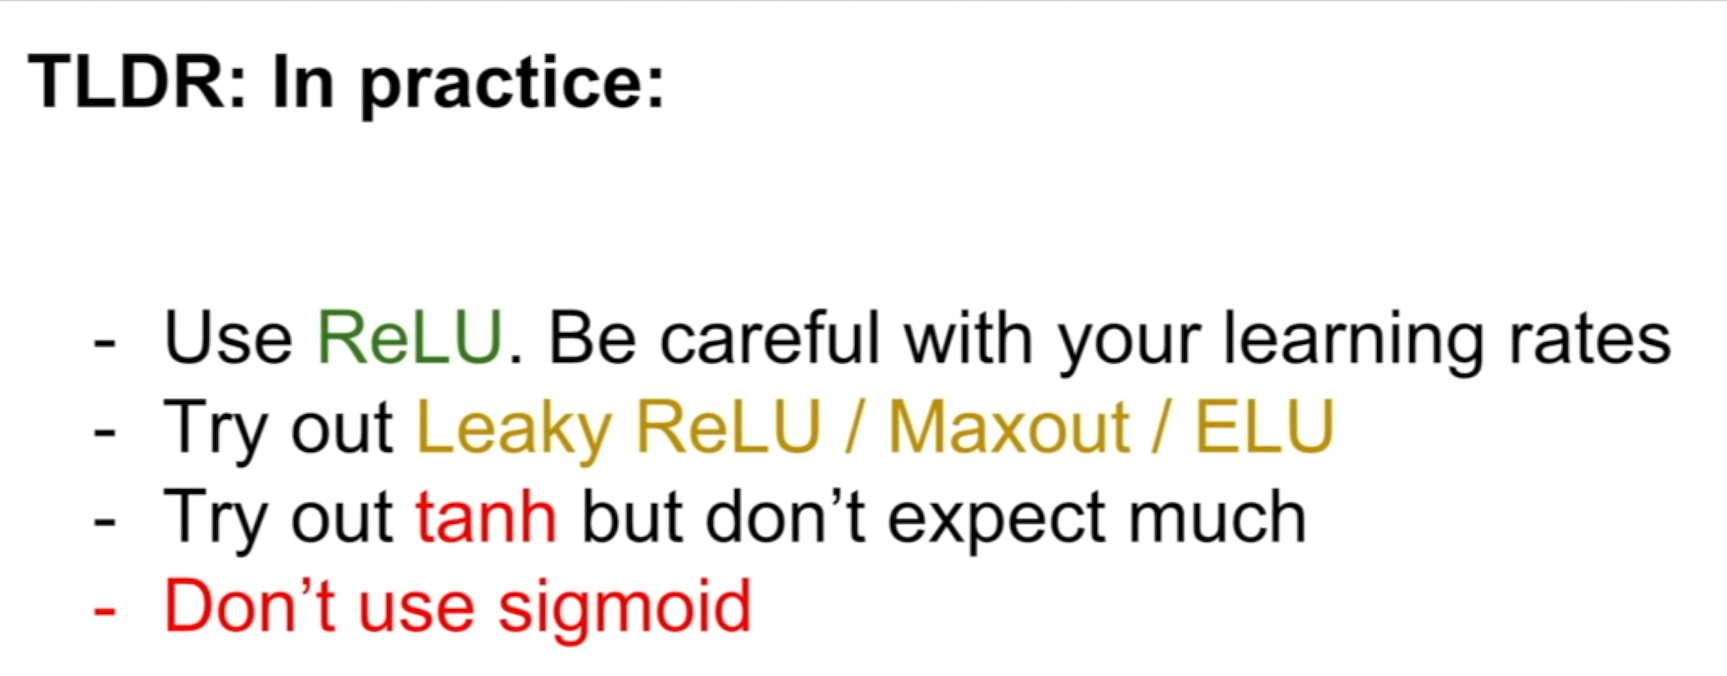 TLDR: In practice:
- Use ReLU. Be careful with your learning rates
- Try out Leaky ReLU / Maxout / ELU
- Try out tanh but don’t expect much
- Don’t use sigmoid